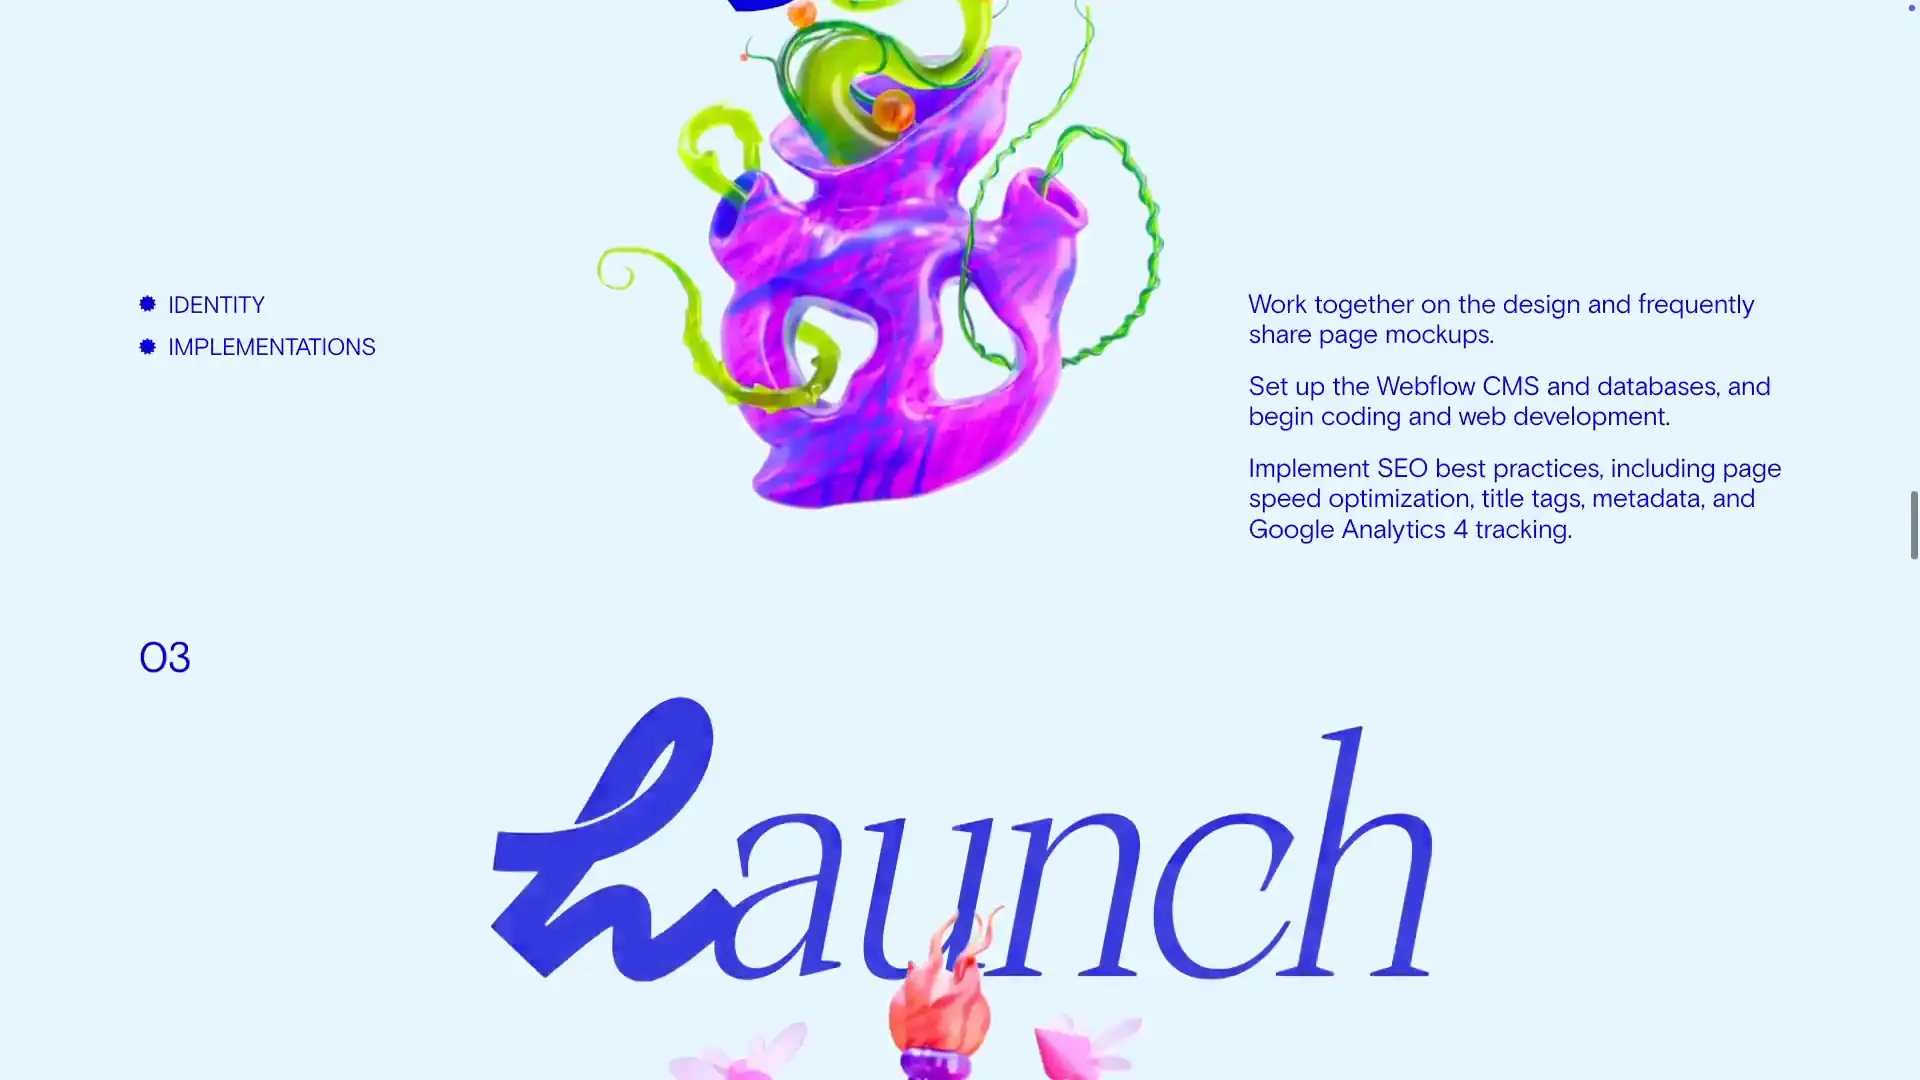 IDENTITY
IMPLEMENTATIONS
Work together on the design and frequently
share page mockups.
Set up the Webflow CMS and databases, and
begin coding and web development.
Implement SEO best practices, including page
speed optimization, title tags, metadata, and
Google Analytics 4 tracking.
03
Launch